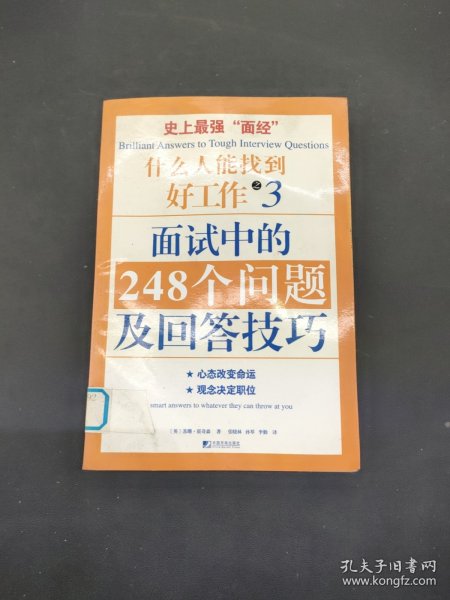 史上最强“面经”
Brilliant Answers to Tough Interview Questions
什么人能找到
好工作之3
面试中的
248个问题
及回答技巧
★ 心态改变命运
★ 观念决定职位
smart answers to whatever they can throw at you
92
孔夫子旧书网
www.kongfz.com